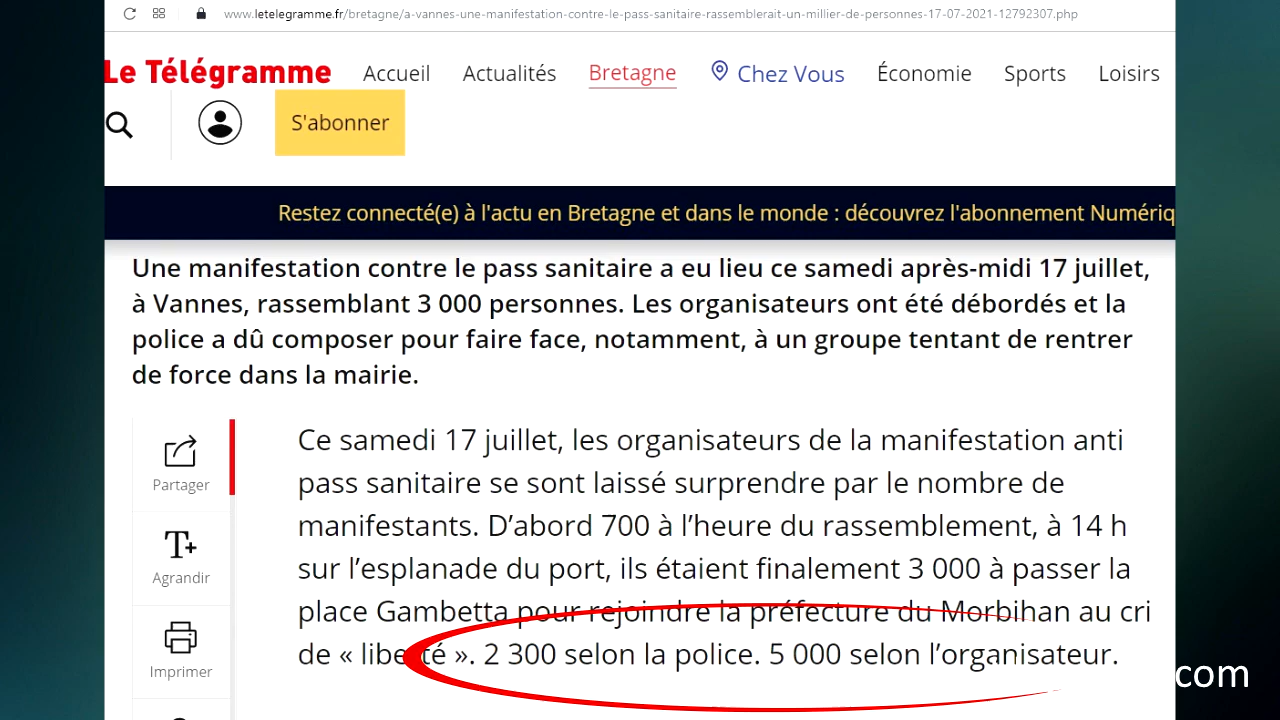 www.letelegramme.fr/bretagne/a-vannes-une-manifestation-contre-le-pass-sanitaire-rassemblerait-un-millier-de-personnes-17-07-2021-12792307.php
Le Télégramme Accueil Actualités Bretagne Chez Vous Économie Sports Loisirs
S'abonner
Restez connecté(e) à l'actu en Bretagne et dans le monde : découvrez l'abonnement Numériq
Une manifestation contre le pass sanitaire a eu lieu ce samedi après-midi 17 juillet,
à Vannes, rassemblant 3 000 personnes. Les organisateurs ont été débordés et la
police a dû composer pour faire face, notamment, à un groupe tentant de rentrer
de force dans la mairie.
Ce samedi 17 juillet, les organisateurs de la manifestation anti
pass sanitaire se sont laissé surprendre par le nombre de
manifestants. D’abord 700 à l’heure du rassemblement, à 14 h
sur l’esplanade du port, ils étaient finalement 3 000 à passer la
place Gambetta pour rejoindre la préfecture du Morbihan au cri
de « liberté ». 2 300 selon la police. 5 000 selon l’organisateur.
Partager
T+
Agrandir
Imprimer
com